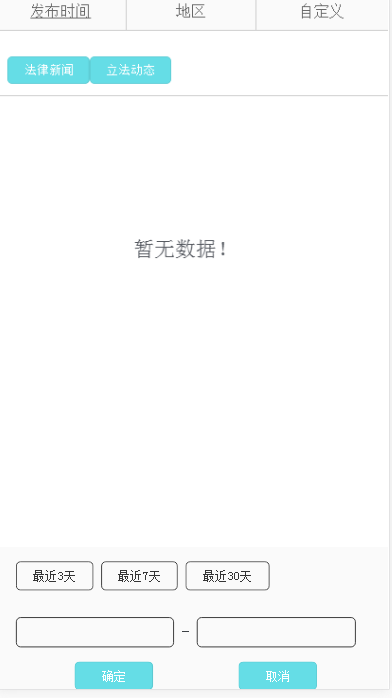 发布时间 地区 自定义
法律新闻 立法动态
暂无数据！
最近3天 最近7天 最近30天
–
确定 取消